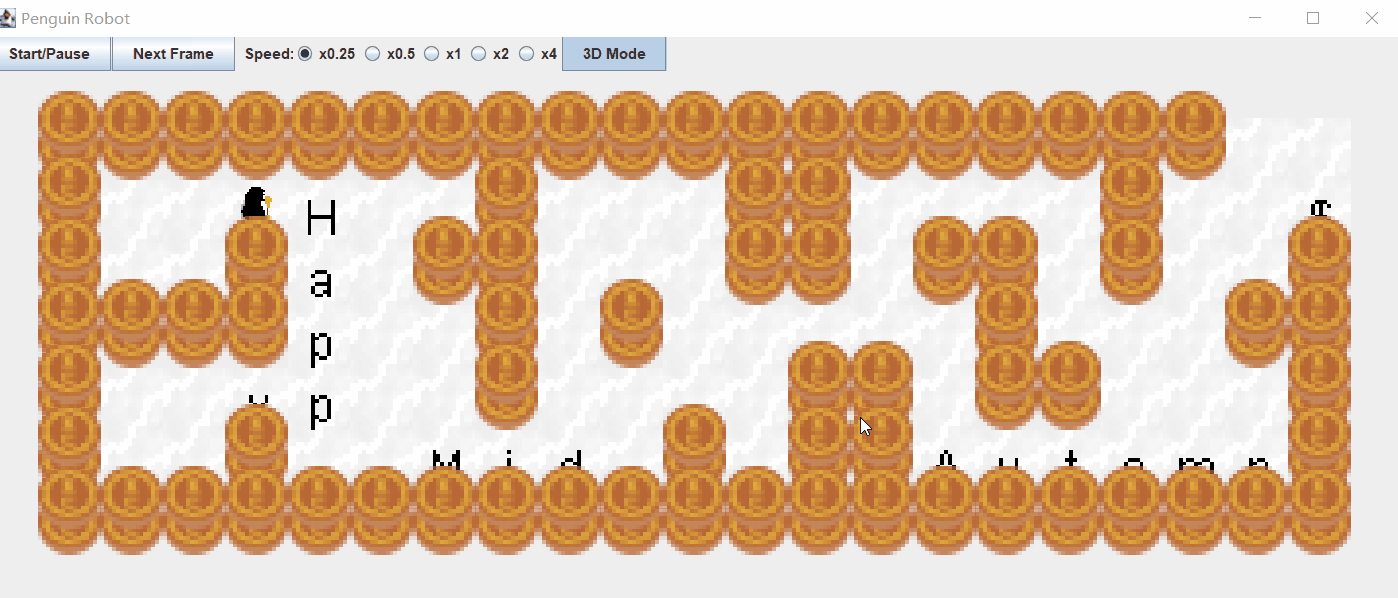 Penguin Robot
Start/Pause Next Frame Speed: x0.25 x0.5 x1 x2 x4 3D Mode
H
a
p
p
M i d A u t